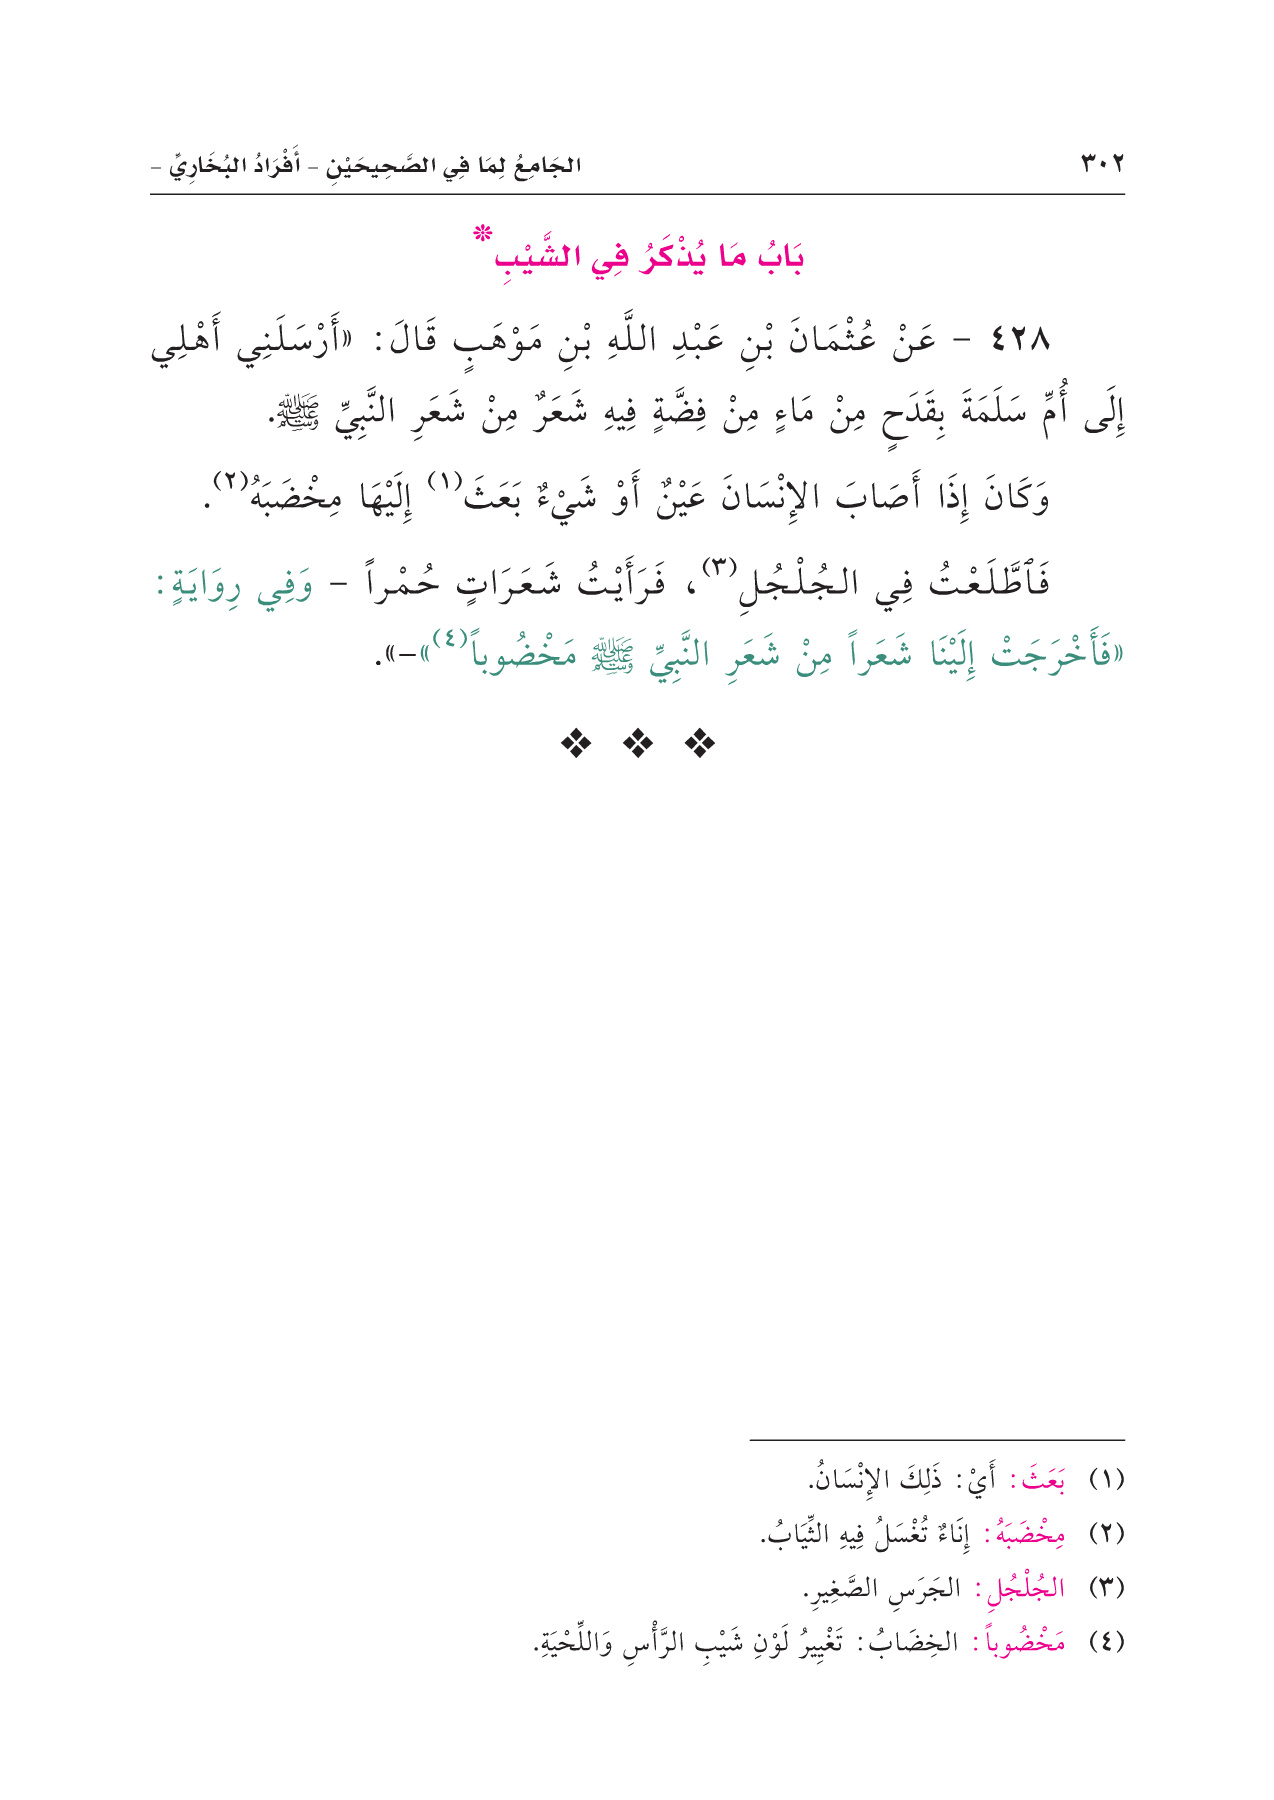 ٣٠٢ الجَامِعُ لِمَا فِي الصَّحِيحَيْنِ – أَفْرَادُ البُخَارِيِّ –
بَابُ مَا يُذْكَرُ فِي الشَّيْبِ*
٤٢٨ – عَنْ عُثْمَانَ بْنِ عَبْدِ اللَّهِ بْنِ مَوْهَبٍ قَالَ: «أَرْسَلَنِي أَهْلِي
إِلَى أُمِّ سَلَمَةَ بِقَدَحٍ مِنْ مَاءٍ مِنْ فِضَّةٍ فِيهِ شَعَرٌ مِنْ شَعَرِ النَّبِيِّ ﷺ.
وَكَانَ إِذَا أَصَابَ الإِنْسَانَ عَيْنٌ أَوْ شَيْءٌ بَعَثَ(١) إِلَيْهَا مِخْضَبَهُ(٢).
فَٱطَّلَعْتُ فِي الجُلْجُلِ(٣)، فَرَأَيْتُ شَعَرَاتٍ حُمْراً – وَفِي رِوَايَةٍ:
«فَأَخْرَجَتْ إِلَيْنَا شَعَراً مِنْ شَعَرِ النَّبِيِّ ﷺ مَخْضُوباً(٤)»–».
(١) بَعَثَ: أَيْ: ذَلِكَ الإِنْسَانُ.
(٢) مِخْضَبَهُ: إِنَاءٌ تُغْسَلُ فِيهِ الثِّيَابُ.
(٣) الجُلْجُلِ: الجَرَسِ الصَّغِيرِ.
(٤) مَخْضُوباً: الخِضَابُ: تَغْيِيرُ لَوْنِ شَيْبِ الرَّأْسِ وَاللِّحْيَةِ.